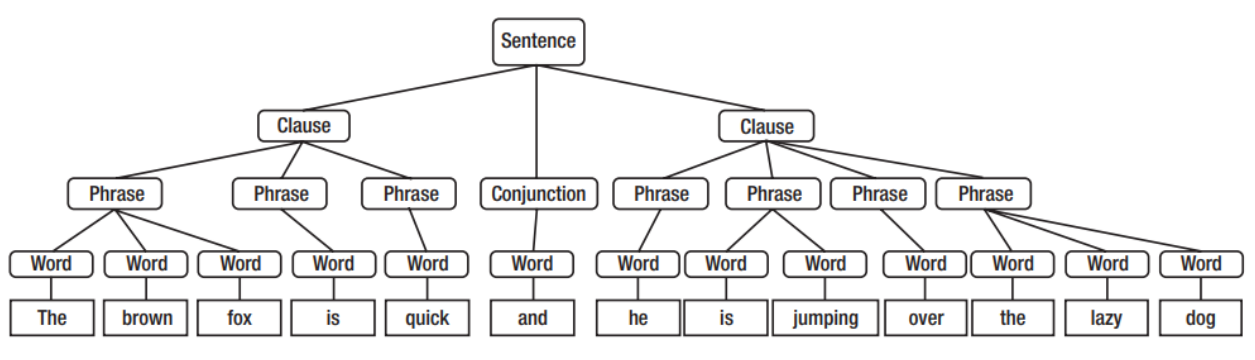 Sentence
Clause Clause
Phrase Phrase Phrase Conjunction Phrase Phrase Phrase Phrase
Word Word Word Word Word Word Word Word Word Word Word Word Word
The brown fox is quick and he is jumping over the lazy dog